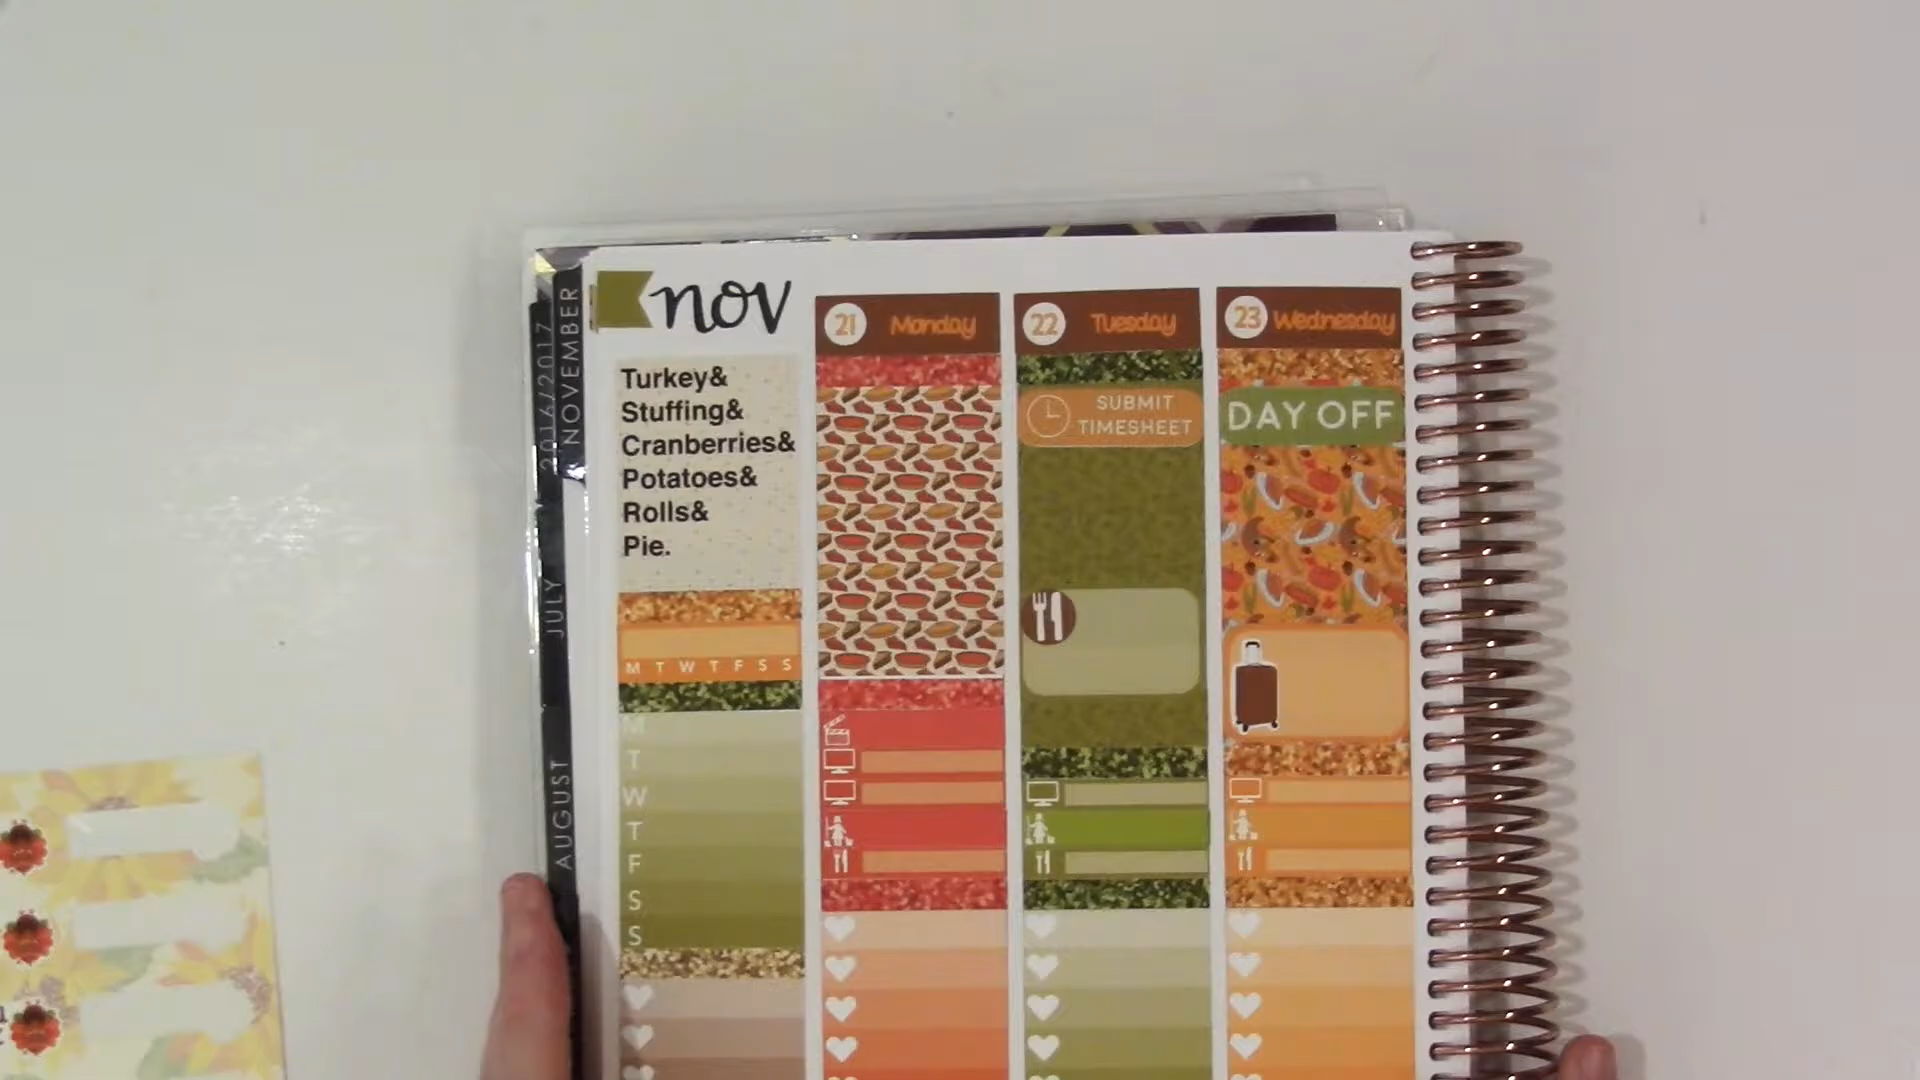 nov
Turkey&
Stuffing&
Cranberries&
Potatoes&
Rolls&
Pie.
M T W T F S S
M
T
W
T
F
S
S
21 Monday
22 Tuesday
SUBMIT
TIMESHEET
23 Wednesday
DAY OFF
2016/2017
NOVEMBER
JULY
AUGUST